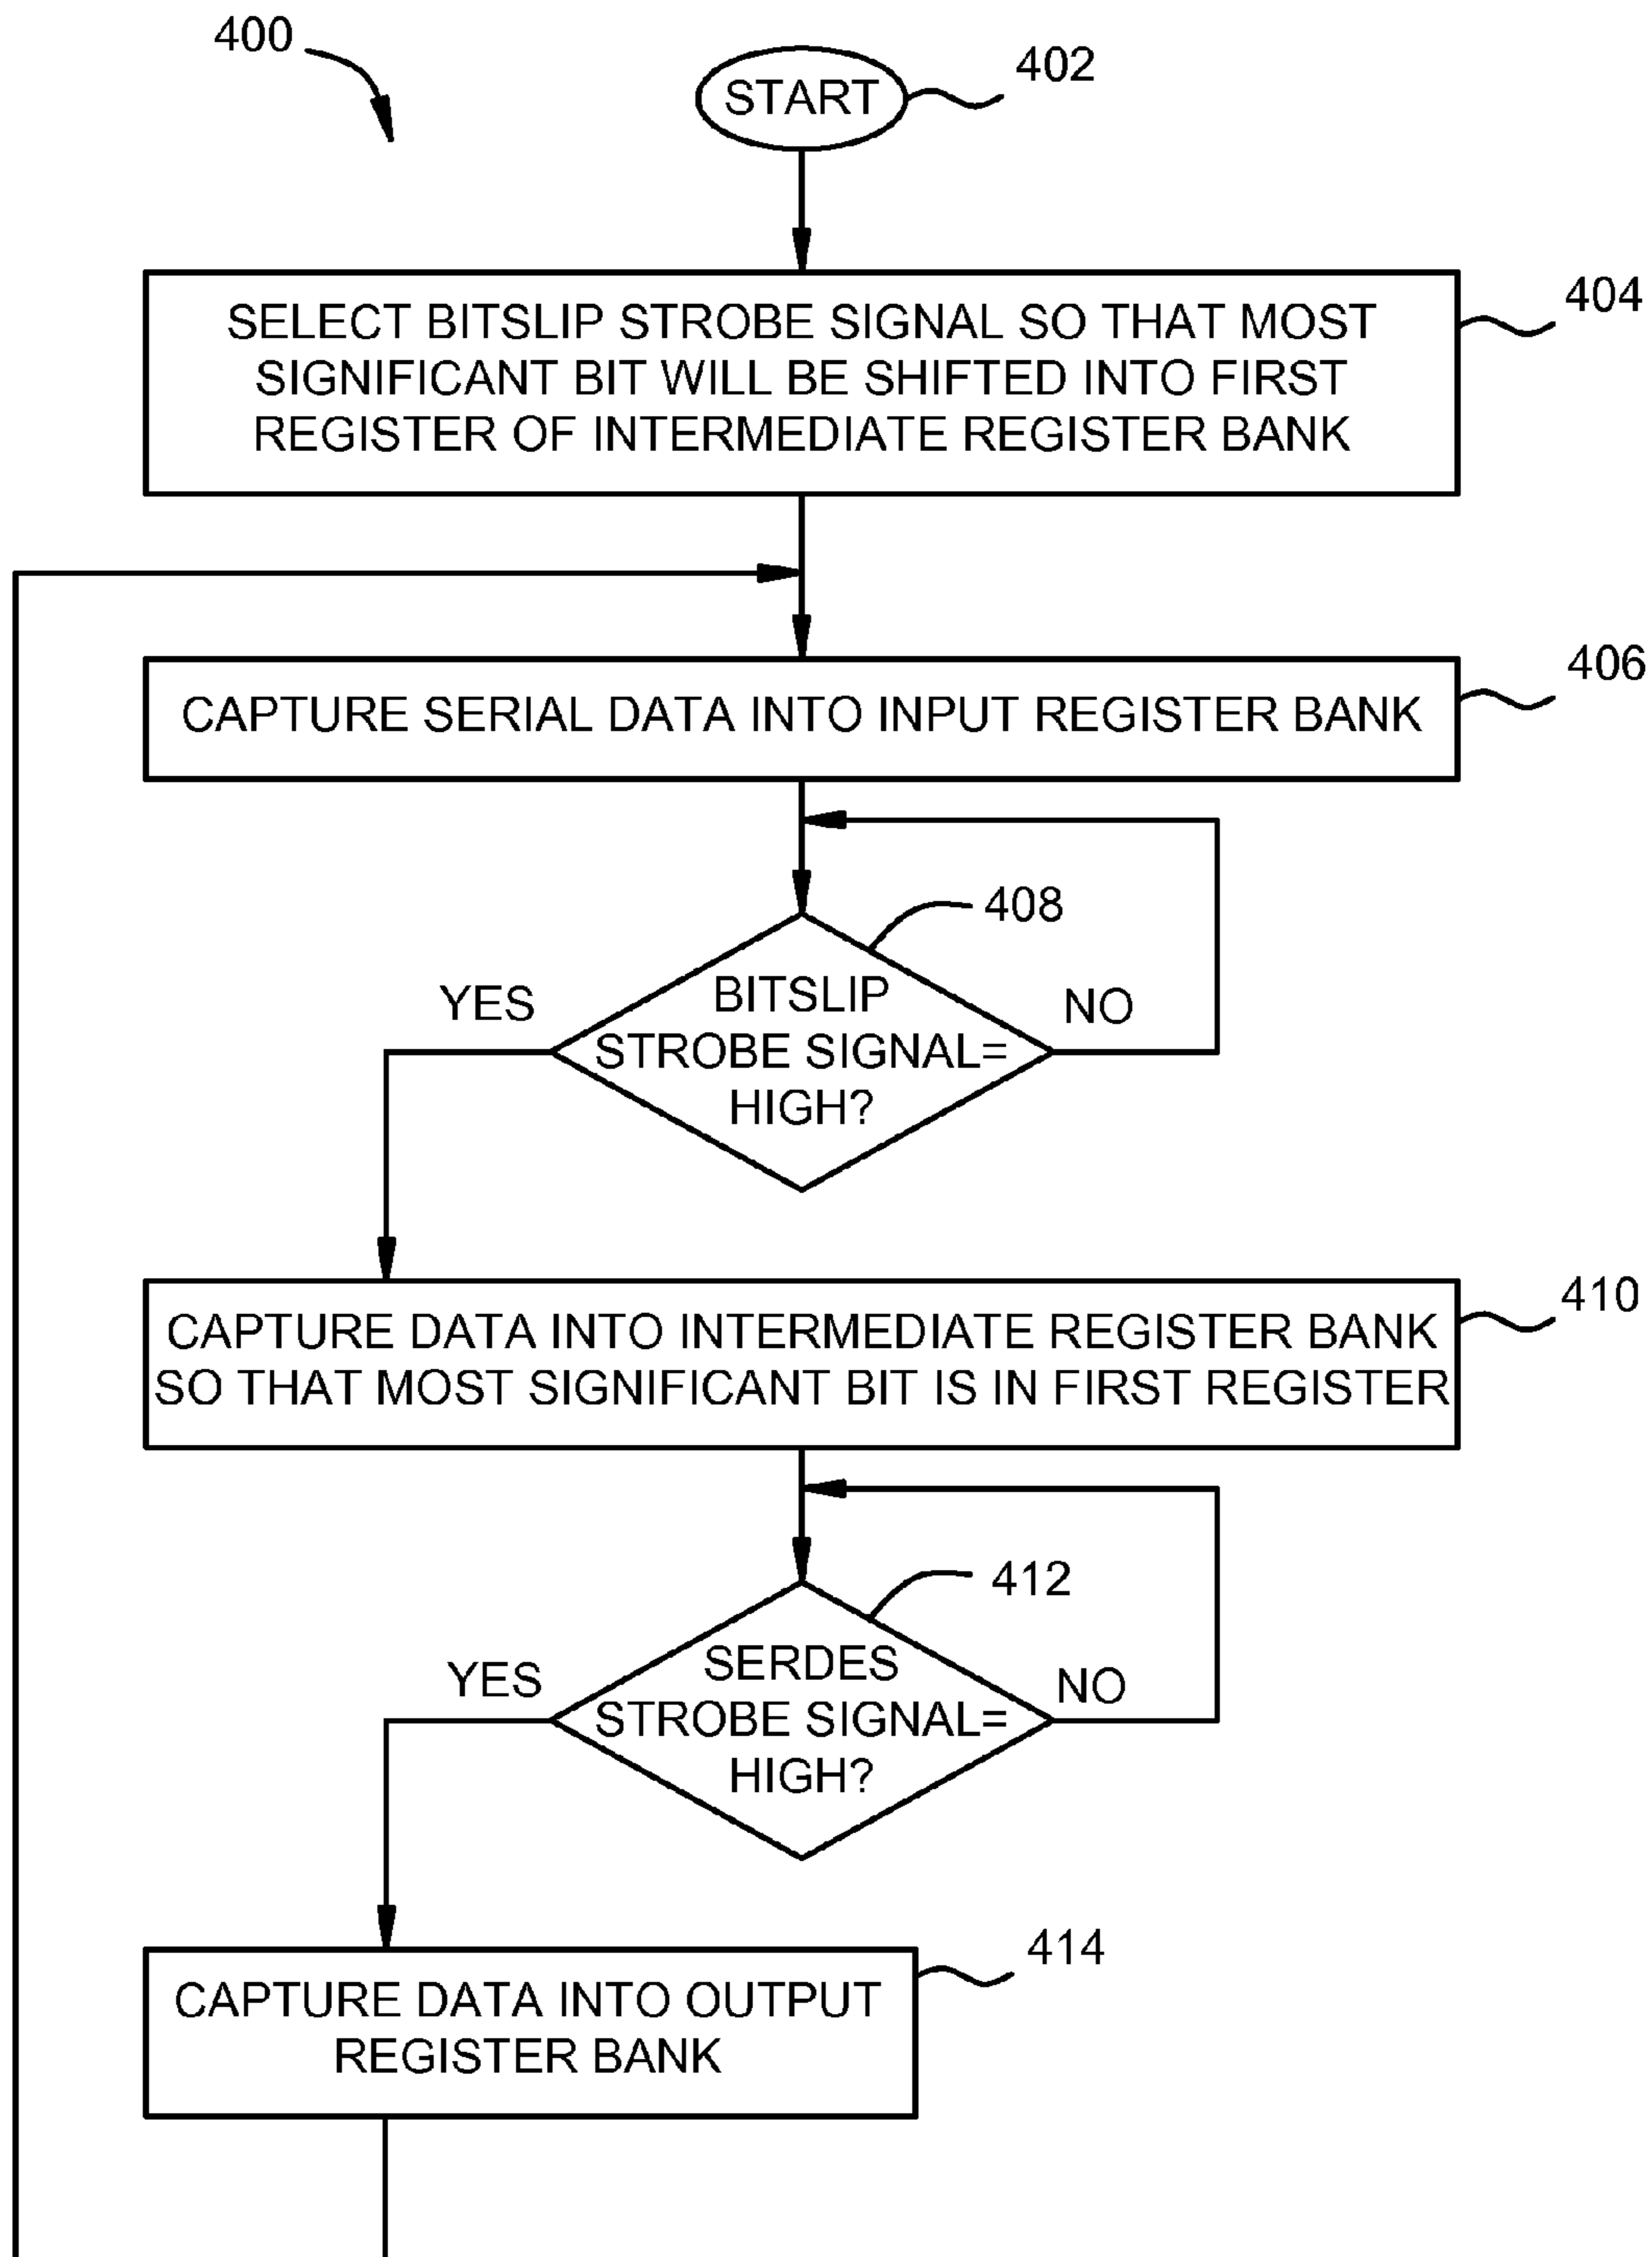 400
START
402
SELECT BITSLIP STROBE SIGNAL SO THAT MOST
SIGNIFICANT BIT WILL BE SHIFTED INTO FIRST
REGISTER OF INTERMEDIATE REGISTER BANK
404
CAPTURE SERIAL DATA INTO INPUT REGISTER BANK
406
408
YES
BITSLIP
STROBE SIGNAL=
HIGH?
NO
CAPTURE DATA INTO INTERMEDIATE REGISTER BANK
SO THAT MOST SIGNIFICANT BIT IS IN FIRST REGISTER
410
412
YES
SERDES
STROBE SIGNAL=
HIGH?
NO
CAPTURE DATA INTO OUTPUT
REGISTER BANK
414